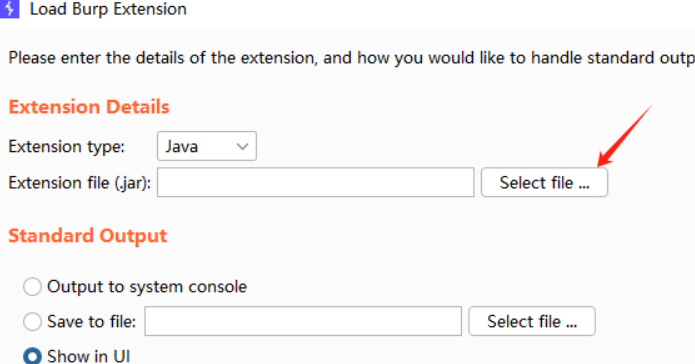 Load Burp Extension
Please enter the details of the extension, and how you would like to handle standard outp
Extension Details
Extension type: Java
Extension file (.jar): Select file ...
Standard Output
Output to system console
Save to file: Select file ...
Show in UI